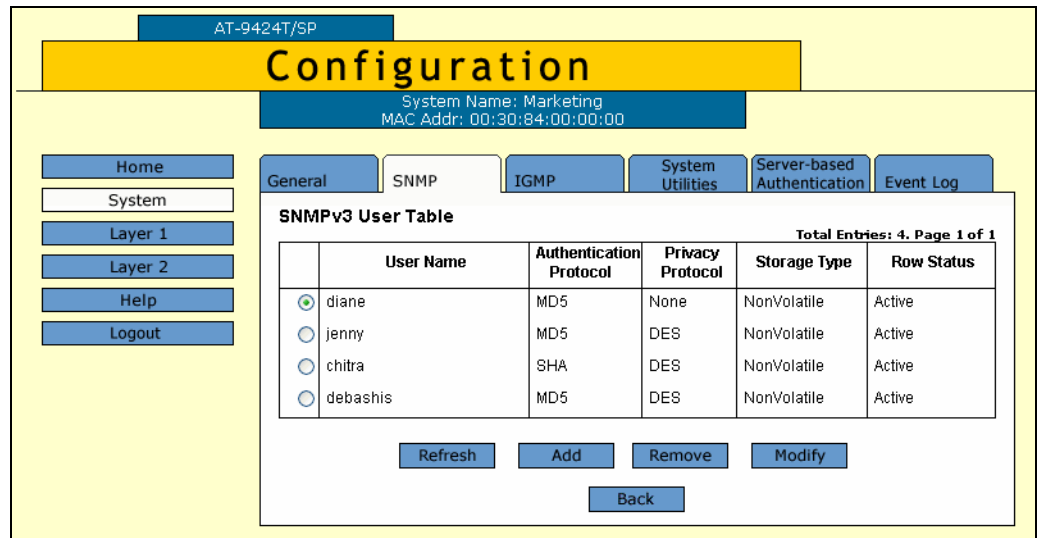 AT-9424T/SP
Configuration
System Name: Marketing
MAC Addr: 00:30:84:00:00:00
Home
System
Layer 1
Layer 2
Help
Logout
General
SNMP
IGMP
System
Utilities
Server-based
Authentication
Event Log
SNMPv3 User Table
Total Entries: 4. Page 1 of 1
User Name Authentication Protocol Privacy Protocol Storage Type Row Status
diane MD5 None NonVolatile Active
jenny MD5 DES NonVolatile Active
chitra SHA DES NonVolatile Active
debashis MD5 DES NonVolatile Active
Refresh Add Remove Modify
Back